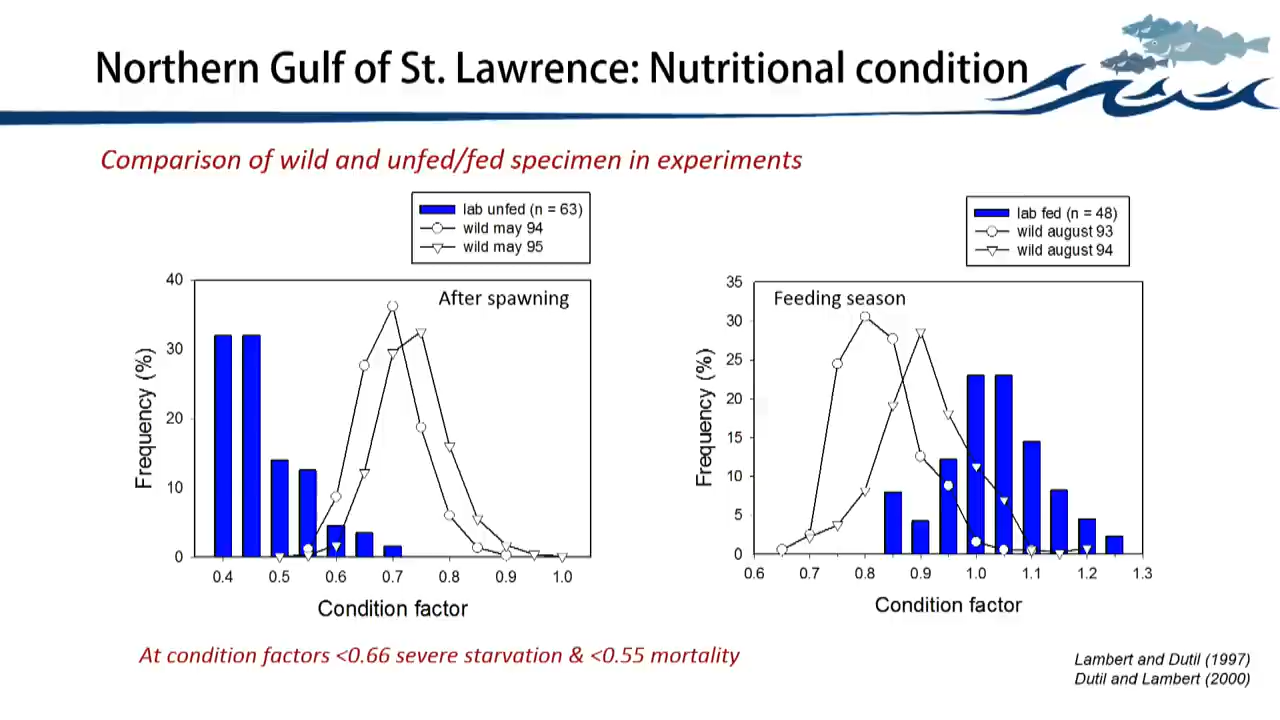 Northern Gulf of St. Lawrence: Nutritional condition
Comparison of wild and unfed/fed specimen in experiments
lab unfed (n = 63)
wild may 94
wild may 95
After spawning
Frequency (%)
40
30
20
10
0
0.4 0.5 0.6 0.7 0.8 0.9 1.0
Condition factor
lab fed (n = 48)
wild august 93
wild august 94
Feeding season
Frequency (%)
35
30
25
20
15
10
5
0
0.6 0.7 0.8 0.9 1.0 1.1 1.2 1.3
Condition factor
At condition factors <0.66 severe starvation & <0.55 mortality
Lambert and Dutil (1997)
Dutil and Lambert (2000)